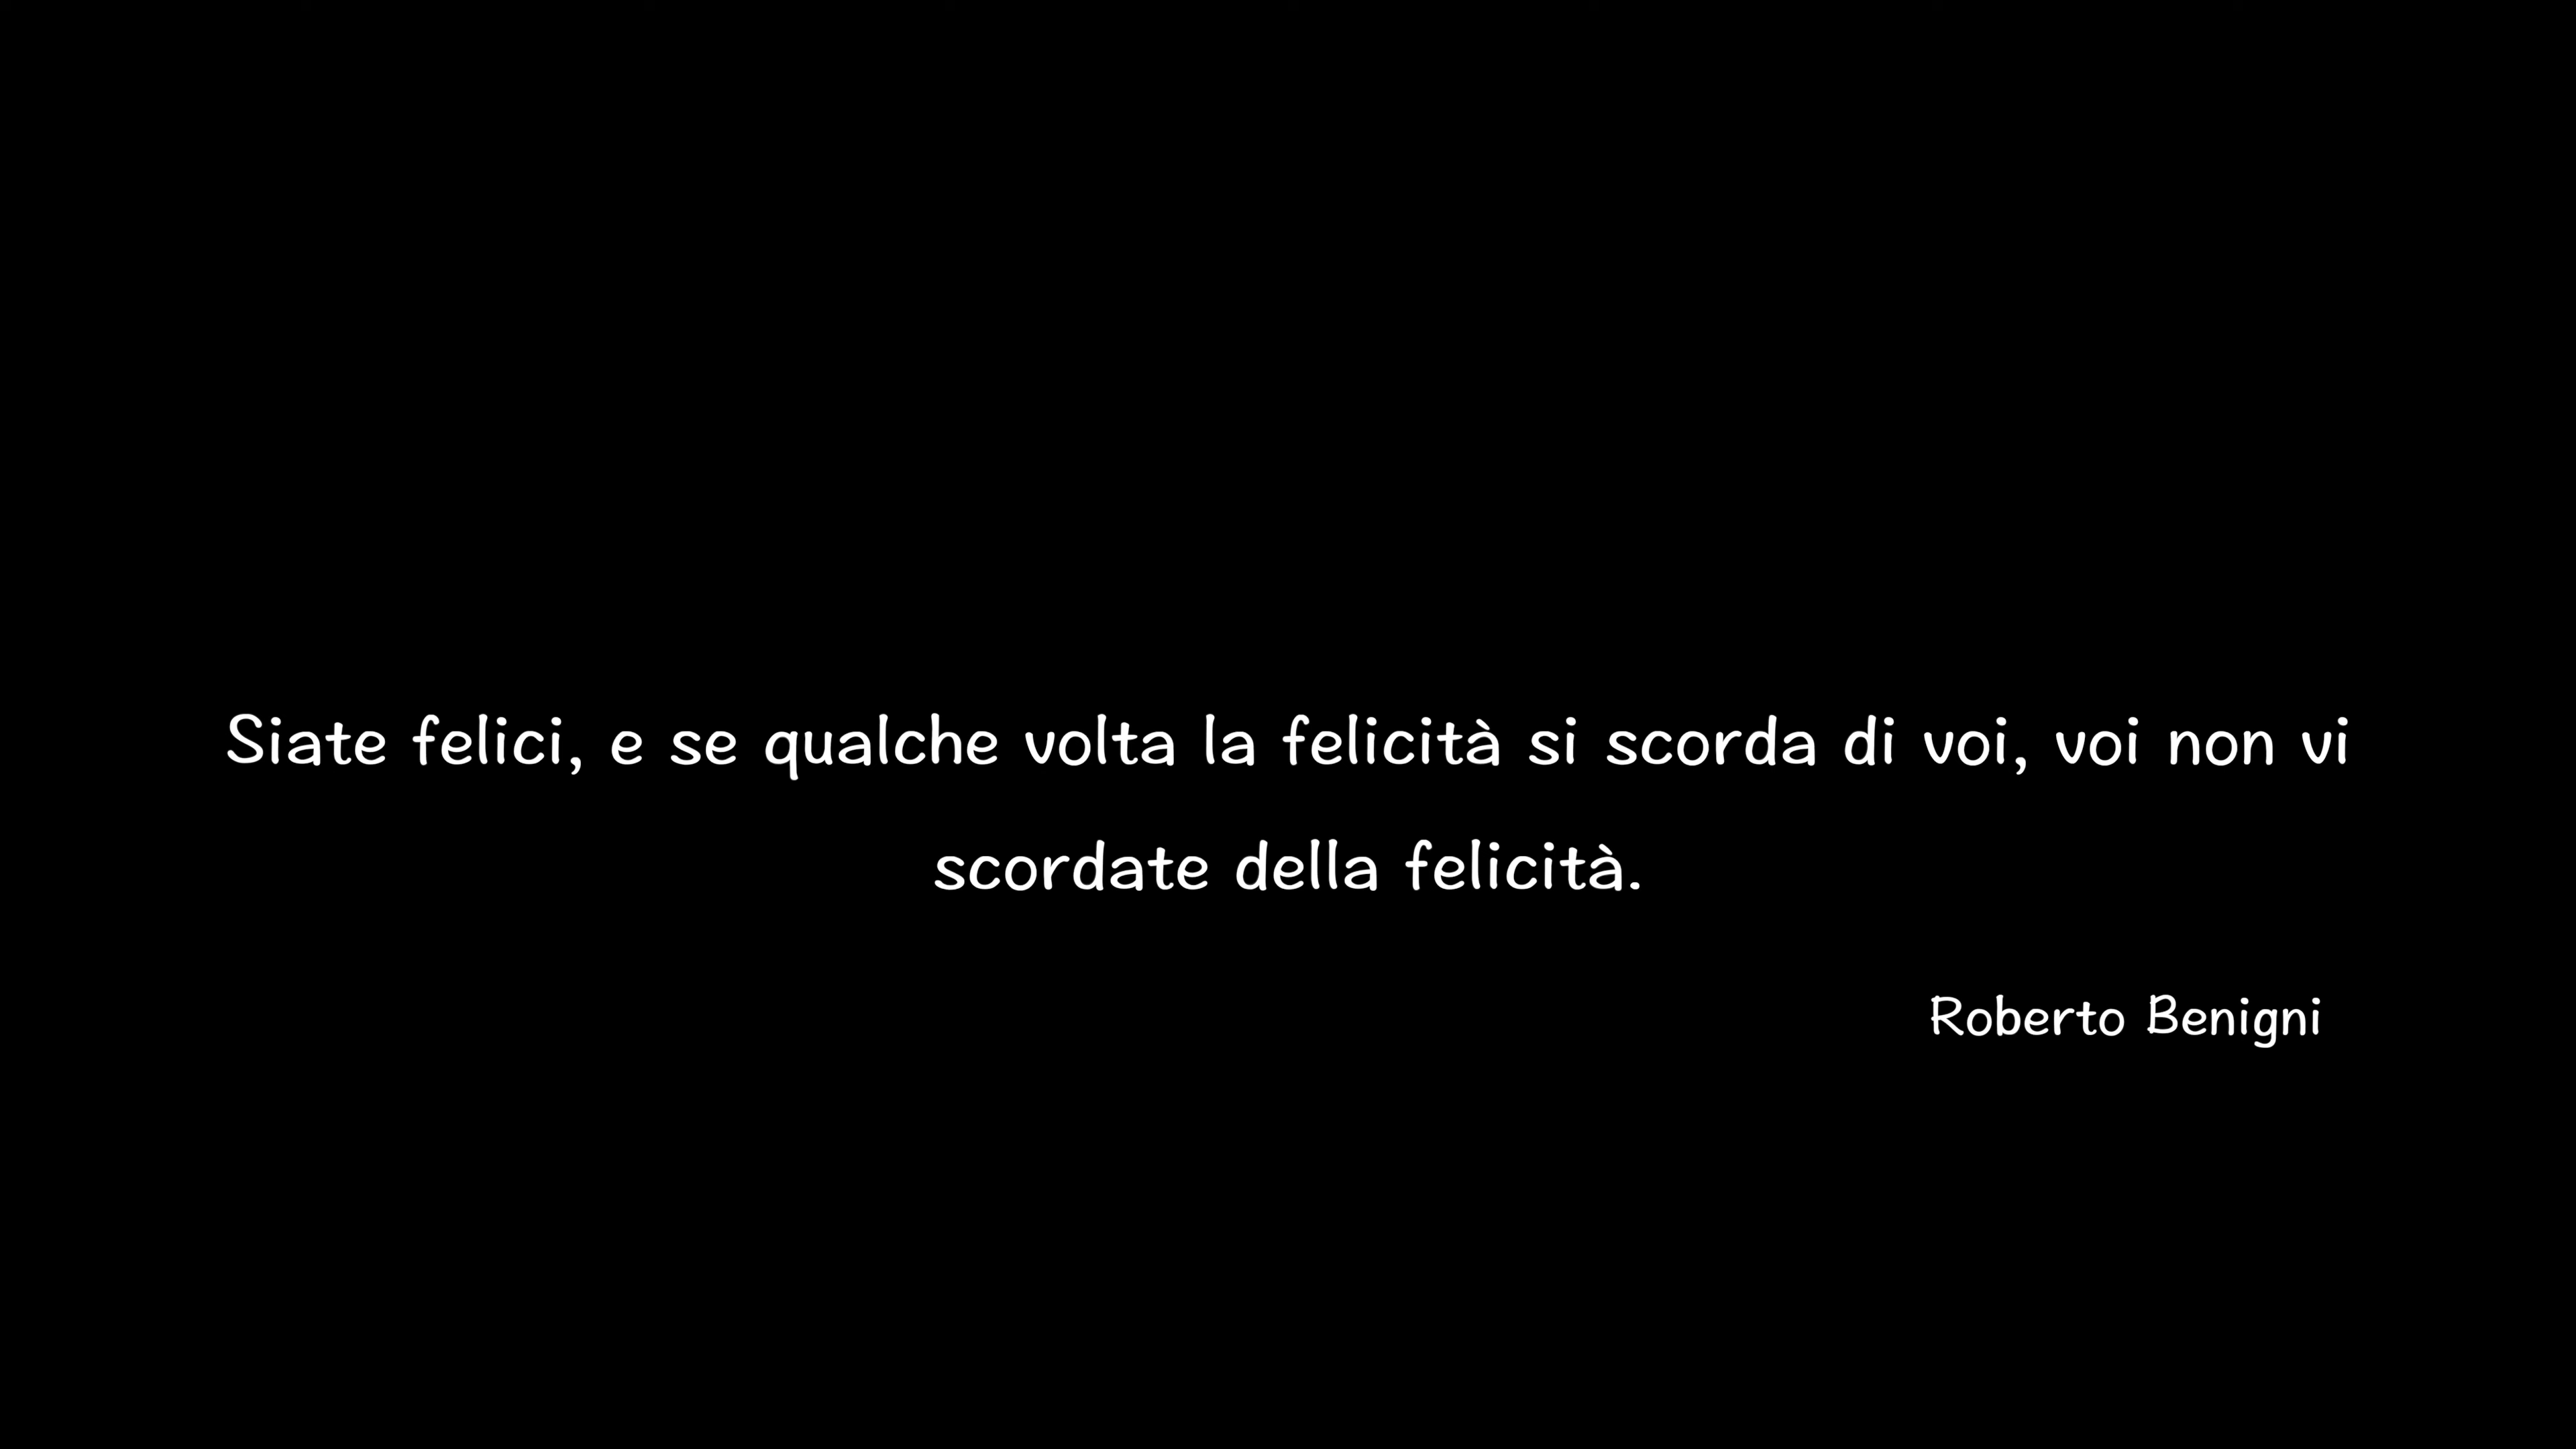 Siate felici, e se qualche volta la felicità si scorda di voi, voi non vi
scordate della felicità.
Roberto Benigni